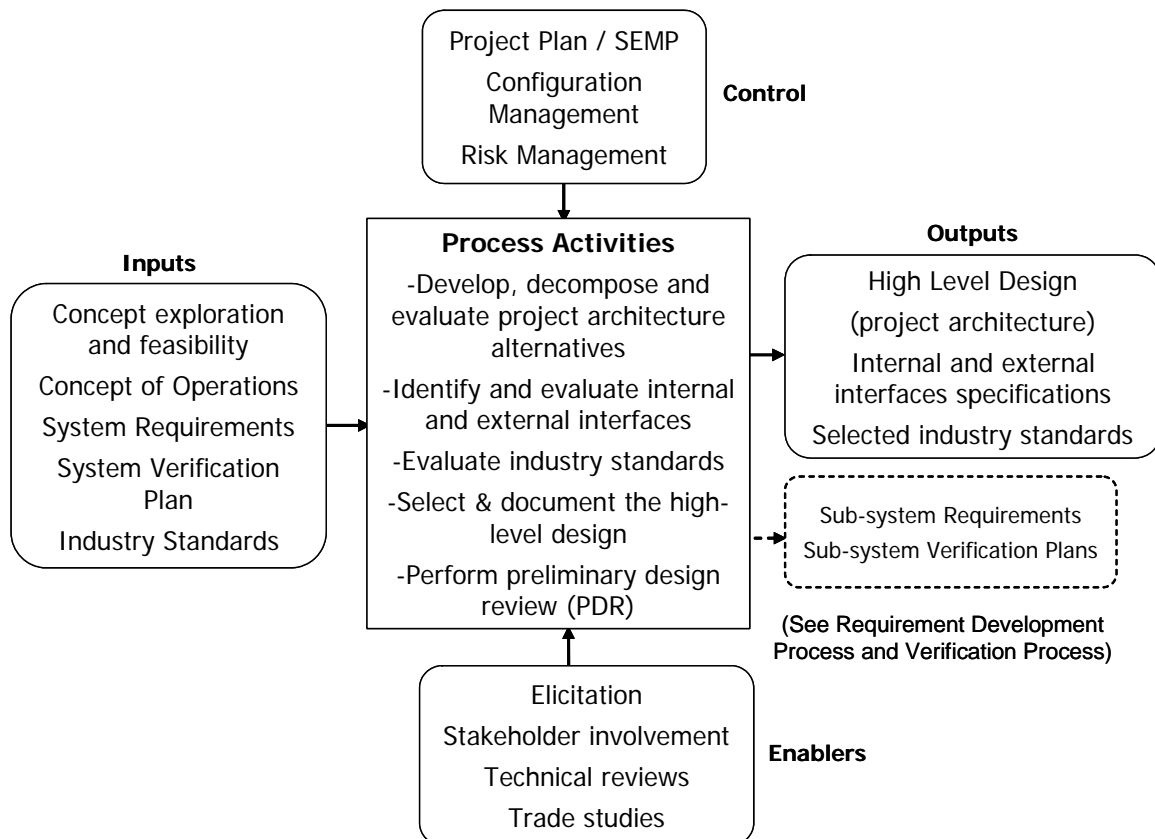 Project Plan / SEMP
Configuration
Management
Risk Management
Control
Inputs
Concept exploration
and feasibility
Concept of Operations
System Requirements
System Verification
Plan
Industry Standards
Process Activities
-Develop, decompose and
evaluate project architecture
alternatives
-Identify and evaluate internal
and external interfaces
-Evaluate industry standards
-Select & document the high-
level design
-Perform preliminary design
review (PDR)
Outputs
High Level Design
(project architecture)
Internal and external
interfaces specifications
Selected industry standards
Sub-system Requirements
Sub-system Verification Plans
(See Requirement Development
Process and Verification Process)
Elicitation
Stakeholder involvement
Technical reviews
Trade studies
Enablers